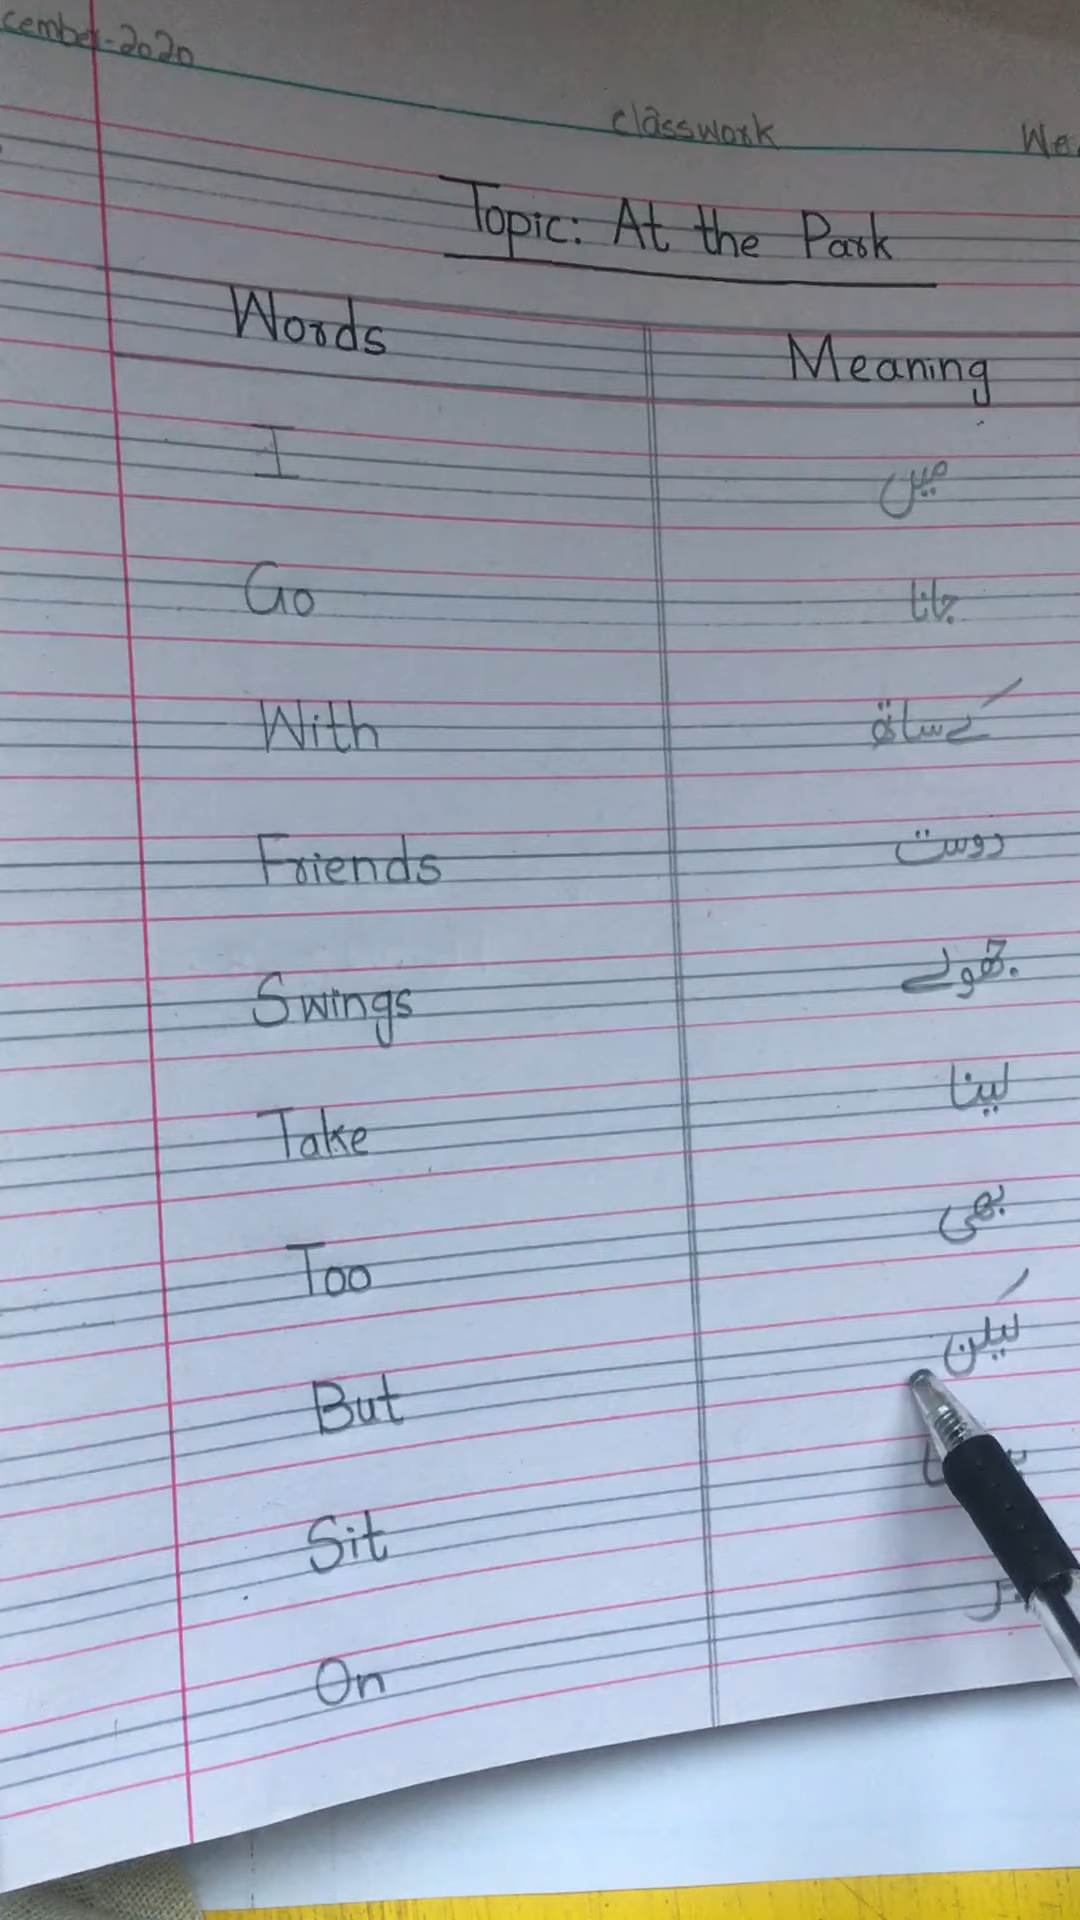 cember-2020
classwork We
Topic: At the Park
Words Meaning
I میں
Go جانا
With کے ساتھ
Friends دوست
Swings جھولے
Take لینا
Too بھی
But لیکن
Sit
On